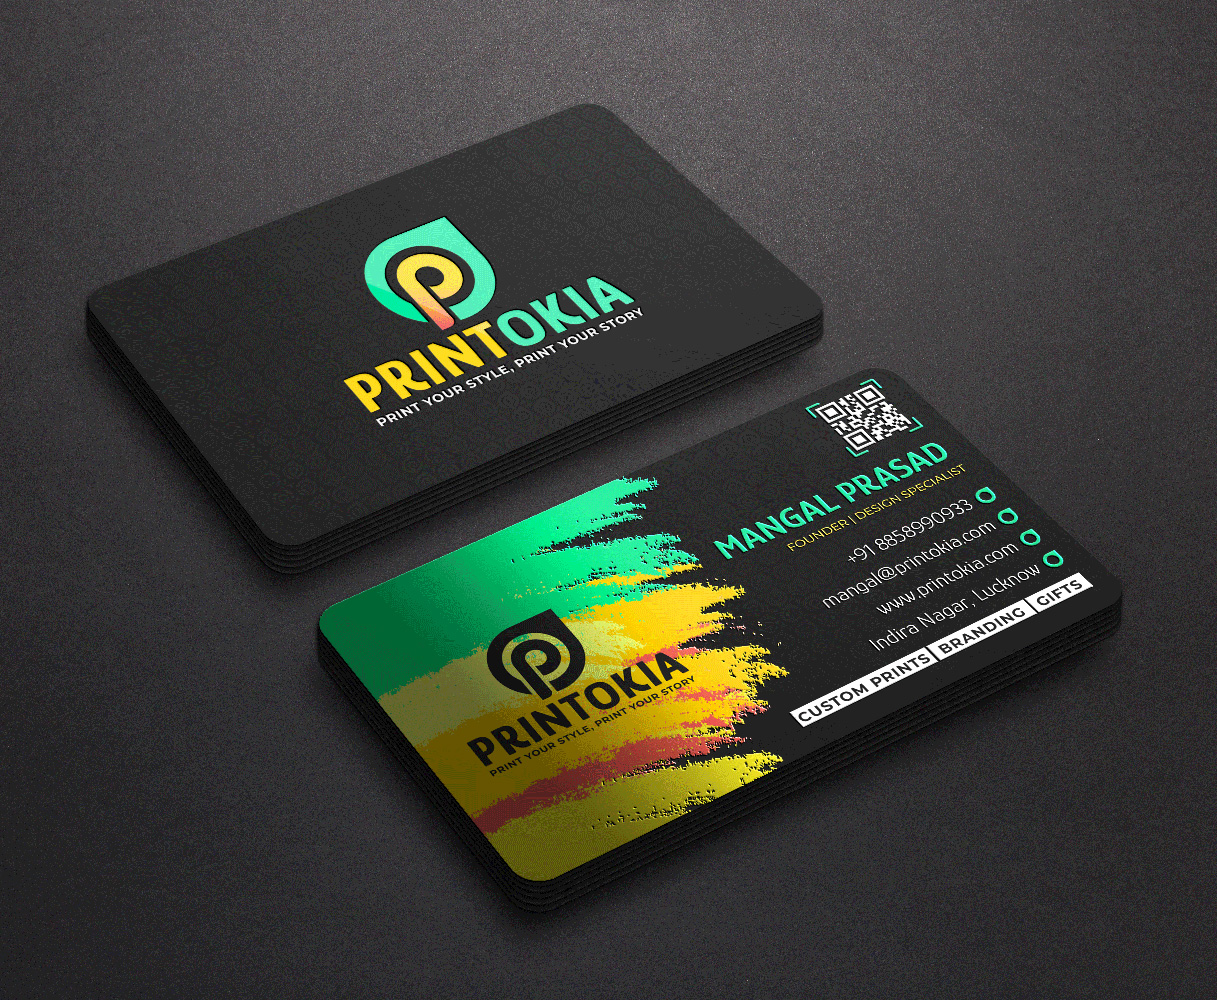 PRINTOKIA
PRINT YOUR STYLE, PRINT YOUR STORY
MANGAL PRASAD
FOUNDER | DESIGN SPECIALIST
+91 8858990933
mangal@printokia.com
www.printokia.com
Indira Nagar, Lucknow
CUSTOM PRINTS | BRANDING | GIFTS
PRINTOKIA
PRINT YOUR STYLE, PRINT YOUR STORY